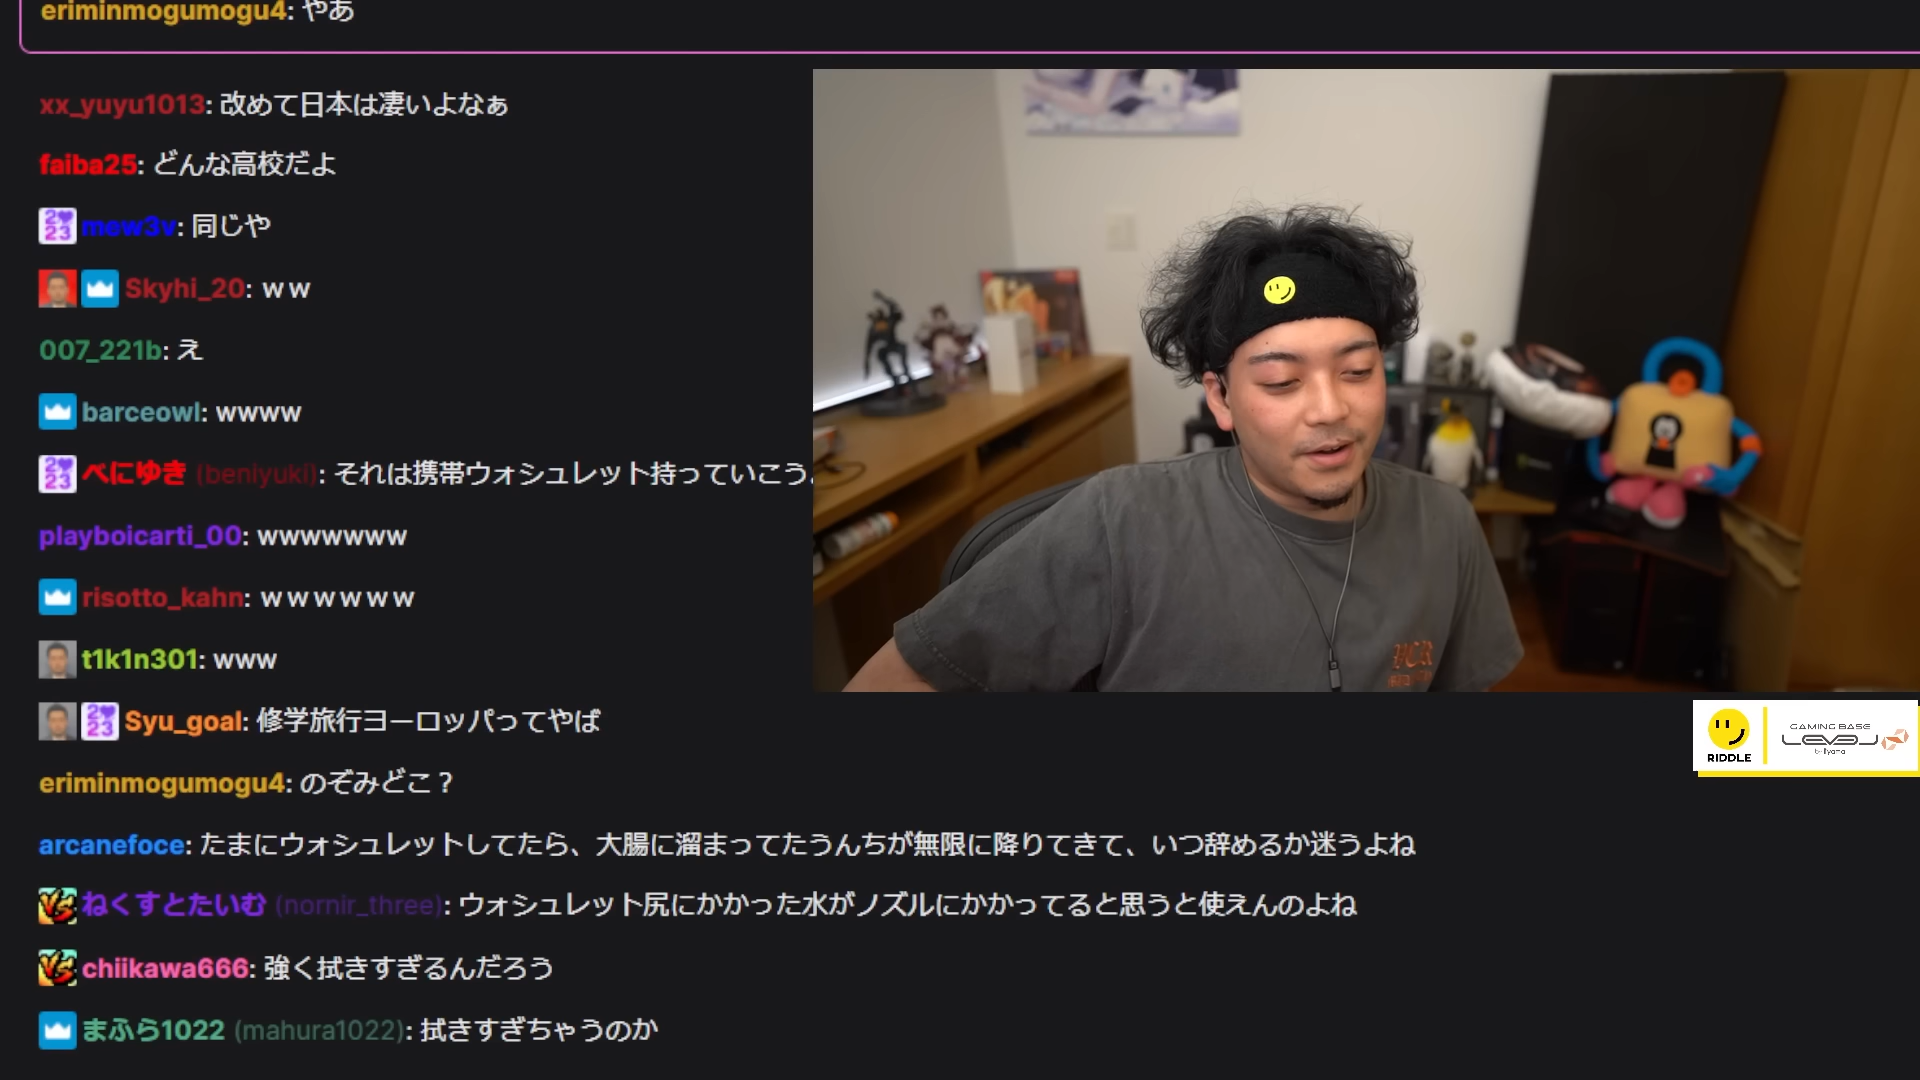 eriminmogumogu4: やあ
xx_yuyu1013: 改めて日本は凄いよなぁ
faiba25: どんな高校だよ
mew3v: 同じや
Skyhi_20: ｗｗ
007_221b: え
barceowl: wwww
べにゆき (beniyuki): それは携帯ウォシュレット持っていこう
playboicarti_00: wwwwwww
risotto_kahn: ｗｗｗｗｗｗ
t1k1n301: www
Syu_goal: 修学旅行ヨーロッパってやば
eriminmogumogu4: のぞみどこ？
arcanefoce: たまにウォシュレットしてたら、大腸に溜まってたうんちが無限に降りてきて、いつ辞めるか迷うよね
ねくすとたいむ (nornir_three): ウォシュレット尻にかかった水がノズルにかかってると思うと使えんのよね
chiikawa666: 強く拭きすぎるんだろう
まふら1022 (mahura1022): 拭きすぎちゃうのか
VCR
RIDDLE
GAMING BASE
LEVEL
by iiyama